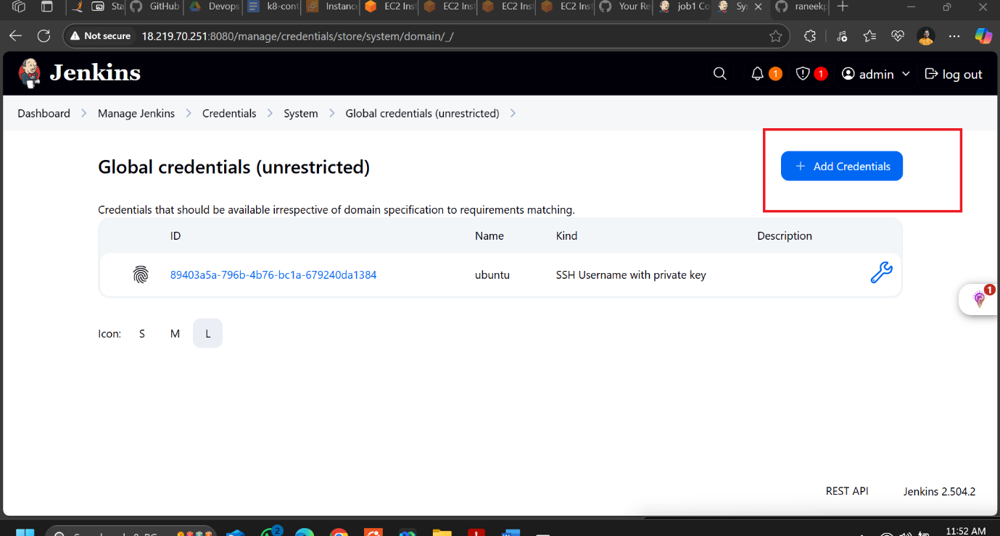 Sta
GitHub
Devops
k8-cont
Instance
EC2 Inst
EC2 Inst
EC2 Inst
EC2 Inst
Your Re
job1 Co
Sys
raneekp
Not secure
18.219.70.251:8080/manage/credentials/store/system/domain/_/
Jenkins
1
1
admin
log out
Dashboard
Manage Jenkins
Credentials
System
Global credentials (unrestricted)
Global credentials (unrestricted)
+ Add Credentials
Credentials that should be available irrespective of domain specification to requirements matching.
ID Name Kind Description
89403a5a-796b-4b76-bc1a-679240da1384 ubuntu SSH Username with private key
1
Icon: S M L
REST API Jenkins 2.504.2
2
11:52 AM